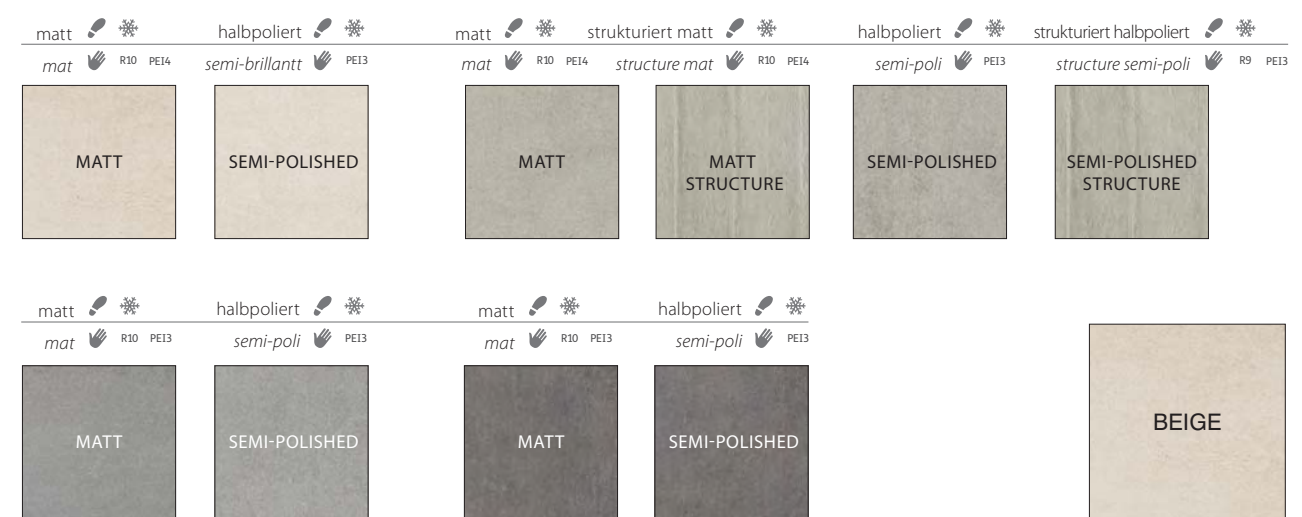 matt halbpoliert matt strukturiert matt halbpoliert strukturiert halbpoliert
mat R10 PEI4 semi-brillantt PEI3 mat R10 PEI4 structure mat R10 PEI4 semi-poli PEI3 structure semi-poli R9 PEI3
MATT
SEMI-POLISHED
MATT
MATT
STRUCTURE
SEMI-POLISHED
SEMI-POLISHED
STRUCTURE
matt halbpoliert matt halbpoliert
mat R10 PEI3 semi-poli PEI3 mat R10 PEI3 semi-poli PEI3
MATT
SEMI-POLISHED
MATT
SEMI-POLISHED
BEIGE